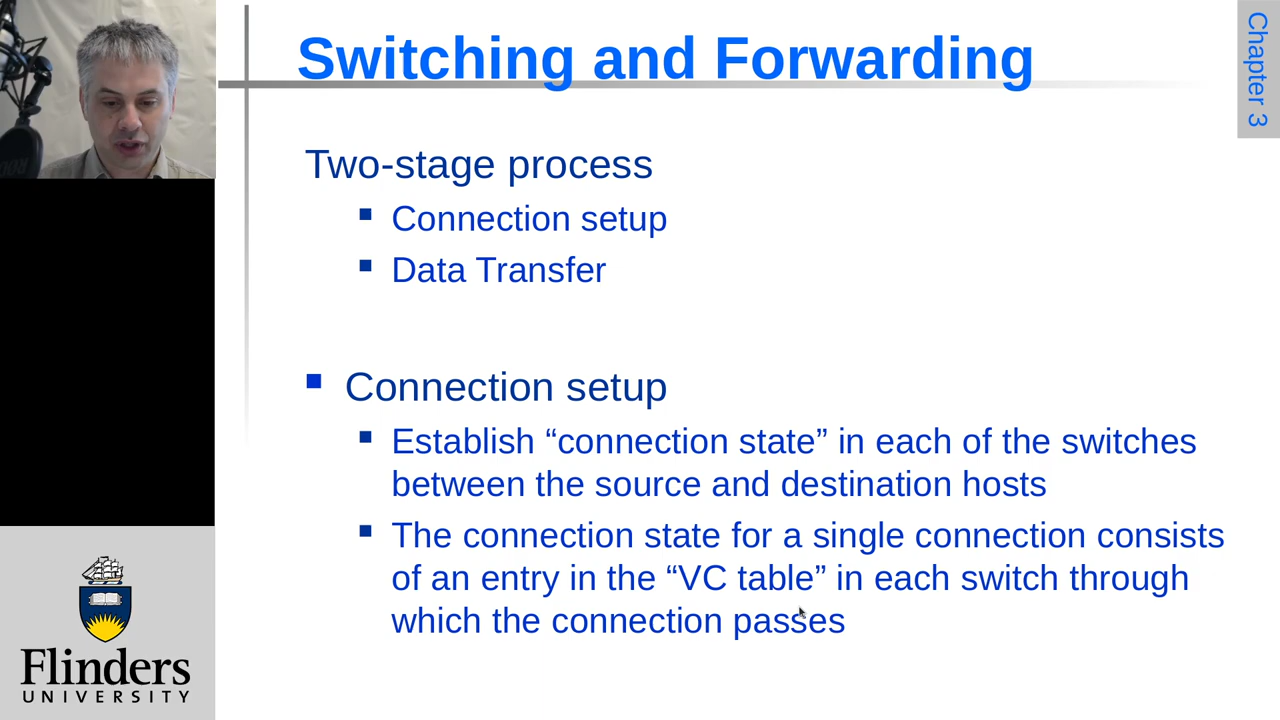 Switching and Forwarding
Chapter 3
Two-stage process
Connection setup
Data Transfer
Connection setup
Establish “connection state” in each of the switches
between the source and destination hosts
The connection state for a single connection consists
of an entry in the “VC table” in each switch through
which the connection passes
Flinders
UNIVERSITY